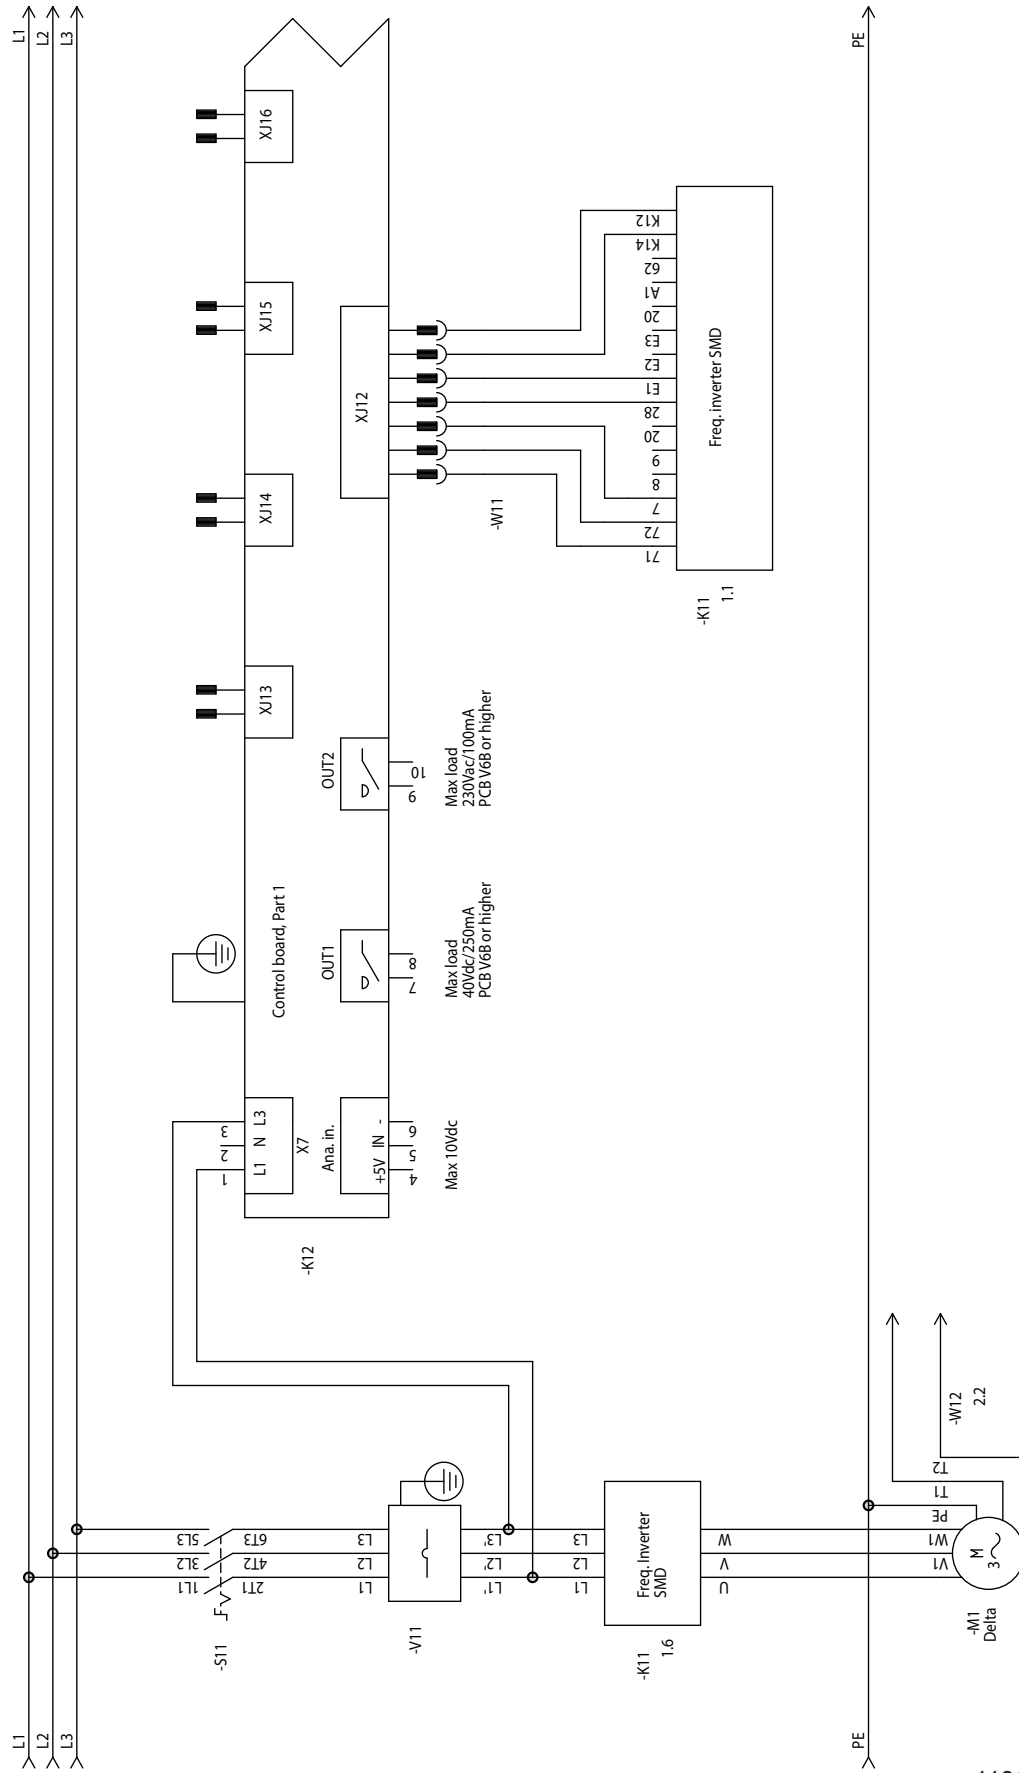 L1
L1
L2
L2
L3
L3
PE
PE
-S11
1L1
3L2
5L3
2T1
4T2
6T3
-V11
L1
L2
L3
L1'
L2'
L3'
-K11
1.6
L1
L2
L3
Freq. Inverter
SMD
U
V
W
-M1
Delta
V1
W1
PE
T1
T2
M
3
-W12
2.2
-K12
1
2
3
L1
N
L3
X7
Ana. in.
+5V
IN
-
4
5
6
Max 10Vdc
Control board, Part 1
OUT1
7
8
Max load
40Vdc/250mA
PCB V6B or higher
OUT2
9
10
Max load
230Vac/100mA
PCB V6B or higher
XJ13
XJ14
XJ15
XJ16
XJ12
-W11
-K11
1.1
71
72
7
8
9
20
28
E1
E2
E3
20
A1
62
K14
K12
Freq. inverter SMD